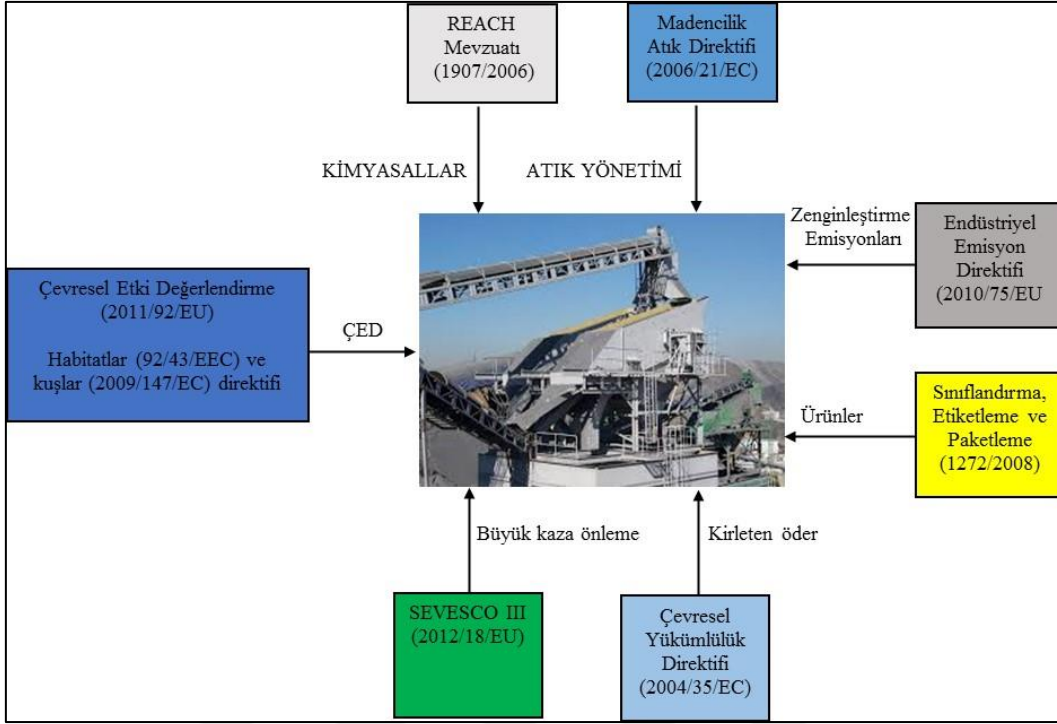 REACH
Mevzuatı
(1907/2006)
Madencilik
Atık Direktifi
(2006/21/EC)
KİMYASALLAR
ATIK YÖNETİMİ
Zenginleştirme
Emisyonları
Endüstriyel
Emisyon
Direktifi
(2010/75/EU
Çevresel Etki Değerlendirme
(2011/92/EU)
Habitatlar (92/43/EEC) ve
kuşlar (2009/147/EC) direktifi
ÇED
Ürünler
Sınıflandırma,
Etiketleme ve
Paketleme
(1272/2008)
Büyük kaza önleme
Kirleten öder
SEVESCO III
(2012/18/EU)
Çevresel
Yükümlülük
Direktifi
(2004/35/EC)